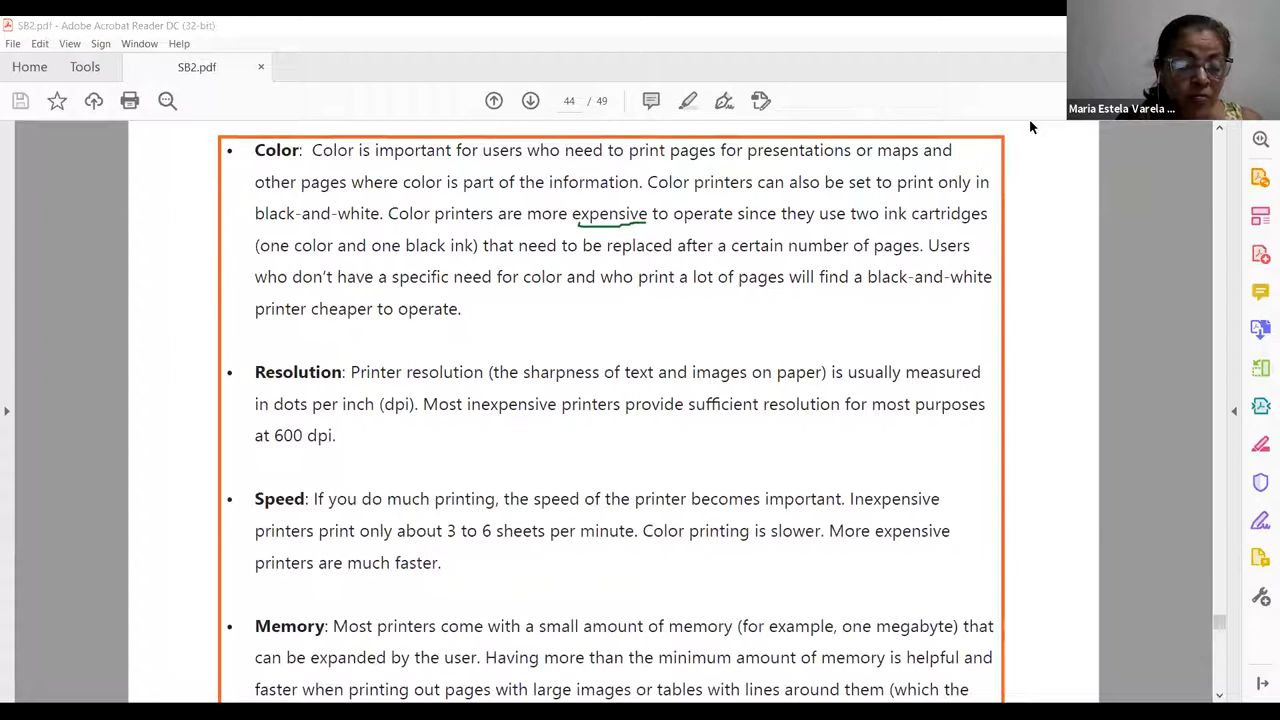 SB2.pdf - Adobe Acrobat Reader DC (32-bit)
File Edit View Sign Window Help
Home Tools SB2.pdf ×
44 / 49
Maria Estela Varela ...
• Color: Color is important for users who need to print pages for presentations or maps and
other pages where color is part of the information. Color printers can also be set to print only in
black-and-white. Color printers are more expensive to operate since they use two ink cartridges
(one color and one black ink) that need to be replaced after a certain number of pages. Users
who don't have a specific need for color and who print a lot of pages will find a black-and-white
printer cheaper to operate.
• Resolution: Printer resolution (the sharpness of text and images on paper) is usually measured
in dots per inch (dpi). Most inexpensive printers provide sufficient resolution for most purposes
at 600 dpi.
• Speed: If you do much printing, the speed of the printer becomes important. Inexpensive
printers print only about 3 to 6 sheets per minute. Color printing is slower. More expensive
printers are much faster.
• Memory: Most printers come with a small amount of memory (for example, one megabyte) that
can be expanded by the user. Having more than the minimum amount of memory is helpful and
faster when printing out pages with large images or tables with lines around them (which the